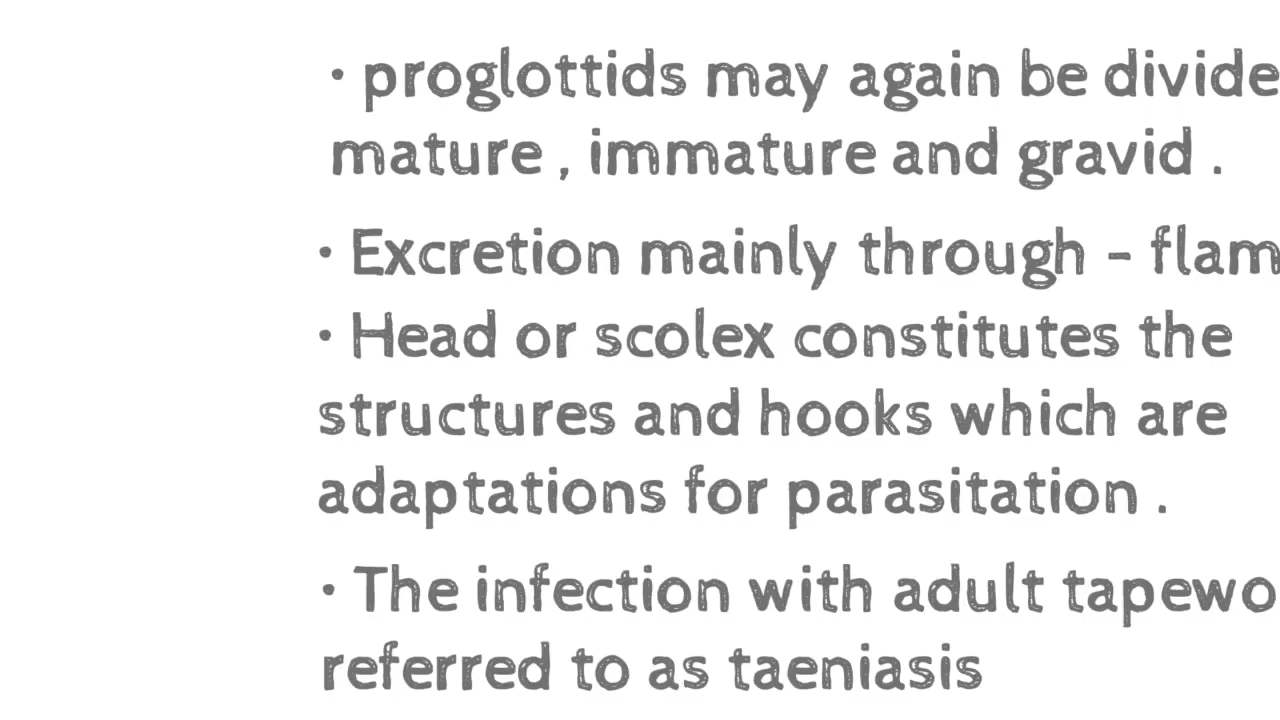 • proglottids may again be divide
mature , immature and gravid .
• Excretion mainly through - flam
• Head or scolex constitutes the
structures and hooks which are
adaptations for parasitation .
• The infection with adult tapewo
referred to as taeniasis